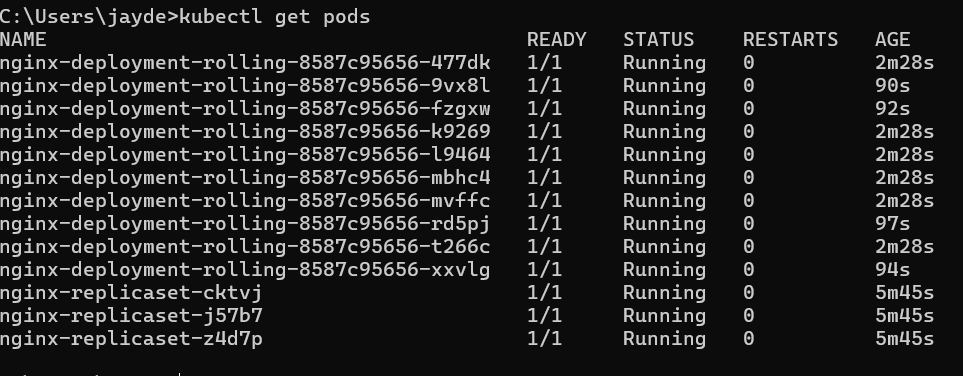 C:\Users\jayde>kubectl get pods
NAME READY STATUS RESTARTS AGE
nginx-deployment-rolling-8587c95656-477dk 1/1 Running 0 2m28s
nginx-deployment-rolling-8587c95656-9vx8l 1/1 Running 0 90s
nginx-deployment-rolling-8587c95656-fzgxw 1/1 Running 0 92s
nginx-deployment-rolling-8587c95656-k9269 1/1 Running 0 2m28s
nginx-deployment-rolling-8587c95656-l9464 1/1 Running 0 2m28s
nginx-deployment-rolling-8587c95656-mbhc4 1/1 Running 0 2m28s
nginx-deployment-rolling-8587c95656-mvffc 1/1 Running 0 2m28s
nginx-deployment-rolling-8587c95656-rd5pj 1/1 Running 0 97s
nginx-deployment-rolling-8587c95656-t266c 1/1 Running 0 2m28s
nginx-deployment-rolling-8587c95656-xxvlg 1/1 Running 0 94s
nginx-replicaset-cktvj 1/1 Running 0 5m45s
nginx-replicaset-j57b7 1/1 Running 0 5m45s
nginx-replicaset-z4d7p 1/1 Running 0 5m45s